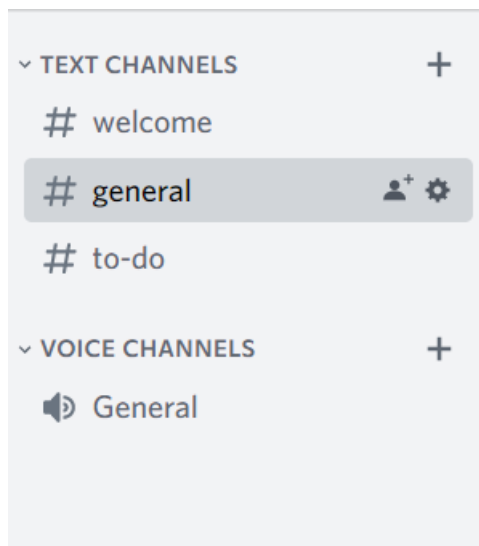 TEXT CHANNELS
# welcome
# general
# to-do
VOICE CHANNELS
General